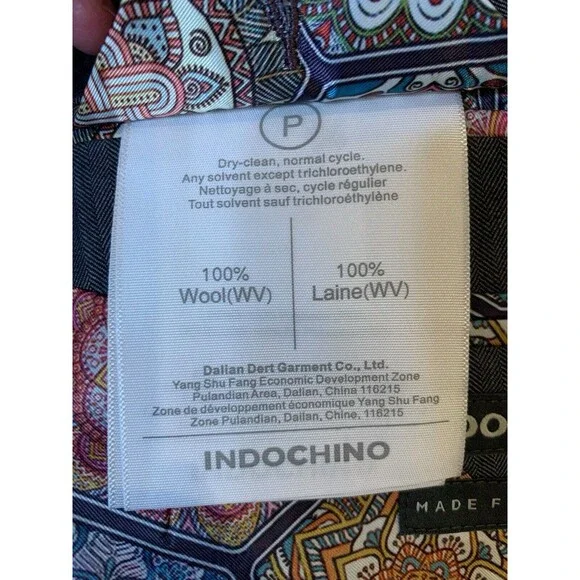 P
Dry-clean, normal cycle.
Any solvent except trichloroethylene.
Nettoyage à sec, cycle régulier
Tout solvent sauf trichloroéthylène
100%
Wool(WV)
100%
Laine(WV)
Dalian Dert Garment Co., Ltd.
Yang Shu Fang Economic Development Zone
Pulandian Area, Dalian, China 116215
Zone de développement économique Yang Shu Fang
Zone Pulandian, Dalian, Chine, 116215
INDOCHINO
MADE F